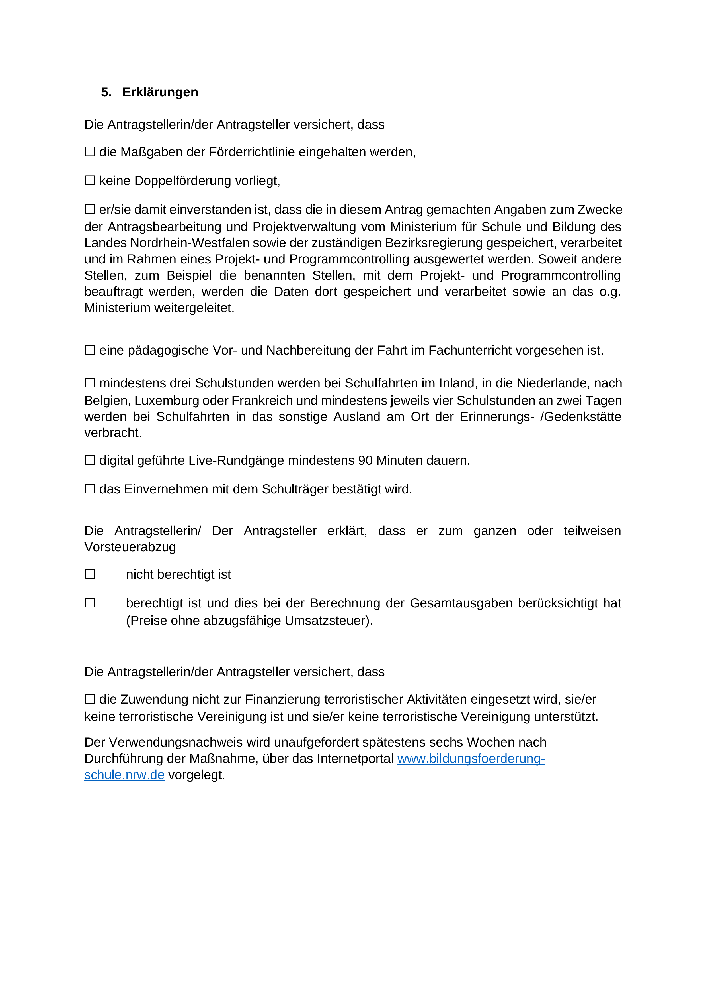 5. Erklärungen
Die Antragstellerin/der Antragsteller versichert, dass
☐ die Maßgaben der Förderrichtlinie eingehalten werden,
☐ keine Doppelförderung vorliegt,
☐ er/sie damit einverstanden ist, dass die in diesem Antrag gemachten Angaben zum Zwecke
der Antragsbearbeitung und Projektverwaltung vom Ministerium für Schule und Bildung des
Landes Nordrhein-Westfalen sowie der zuständigen Bezirksregierung gespeichert, verarbeitet
und im Rahmen eines Projekt- und Programmcontrolling ausgewertet werden. Soweit andere
Stellen, zum Beispiel die benannten Stellen, mit dem Projekt- und Programmcontrolling
beauftragt werden, werden die Daten dort gespeichert und verarbeitet sowie an das o.g.
Ministerium weitergeleitet.
☐ eine pädagogische Vor- und Nachbereitung der Fahrt im Fachunterricht vorgesehen ist.
☐ mindestens drei Schulstunden werden bei Schulfahrten im Inland, in die Niederlande, nach
Belgien, Luxemburg oder Frankreich und mindestens jeweils vier Schulstunden an zwei Tagen
werden bei Schulfahrten in das sonstige Ausland am Ort der Erinnerungs- /Gedenkstätte
verbracht.
☐ digital geführte Live-Rundgänge mindestens 90 Minuten dauern.
☐ das Einvernehmen mit dem Schulträger bestätigt wird.
Die Antragstellerin/ Der Antragsteller erklärt, dass er zum ganzen oder teilweisen
Vorsteuerabzug
☐ nicht berechtigt ist
☐ berechtigt ist und dies bei der Berechnung der Gesamtausgaben berücksichtigt hat
(Preise ohne abzugsfähige Umsatzsteuer).
Die Antragstellerin/der Antragsteller versichert, dass
☐ die Zuwendung nicht zur Finanzierung terroristischer Aktivitäten eingesetzt wird, sie/er
keine terroristische Vereinigung ist und sie/er keine terroristische Vereinigung unterstützt.
Der Verwendungsnachweis wird unaufgefordert spätestens sechs Wochen nach
Durchführung der Maßnahme, über das Internetportal www.bildungsfoerderung-
schule.nrw.de vorgelegt.